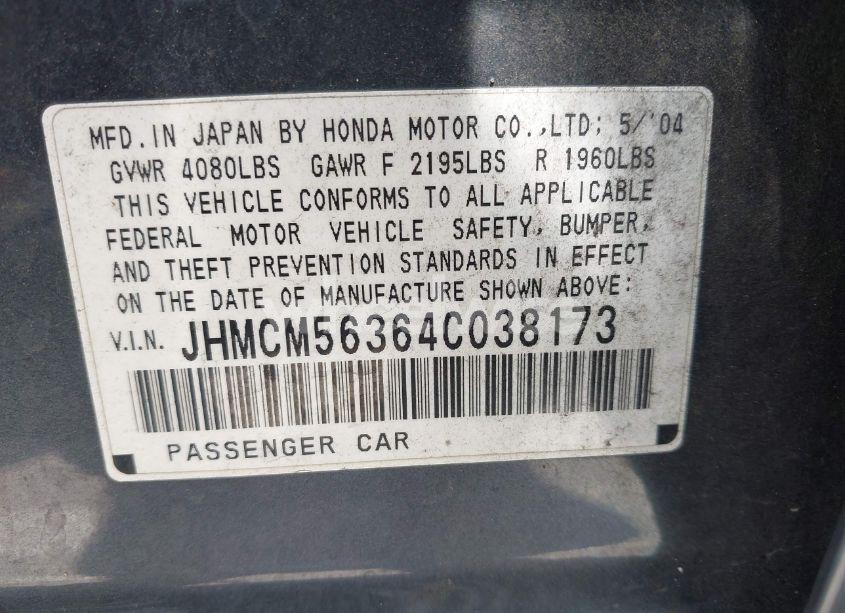 MFD. IN JAPAN BY HONDA MOTOR CO.,LTD; 5/'04
GVWR 4080LBS GAWR F 2195LBS R 1960LBS
THIS VEHICLE CONFORMS TO ALL APPLICABLE
FEDERAL MOTOR VEHICLE SAFETY, BUMPER,
AND THEFT PREVENTION STANDARDS IN EFFECT
ON THE DATE OF MANUFACTURE SHOWN ABOVE:
V.I.N. JHMCM56364C038173
PASSENGER CAR